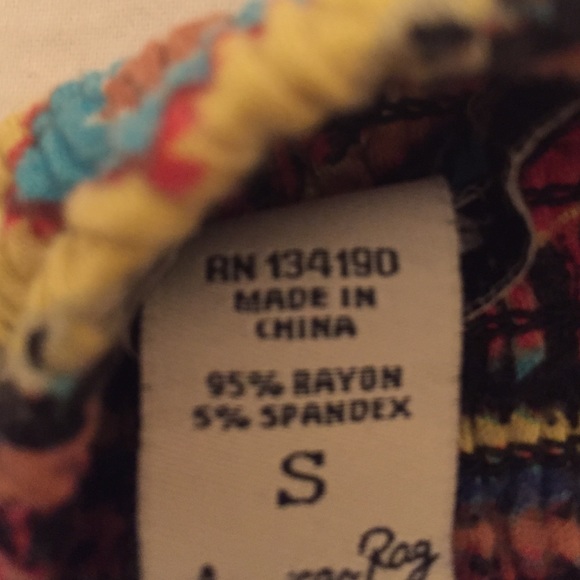 RN 134190
MADE IN
CHINA
95% RAYON
5% SPANDEX
S
Rag